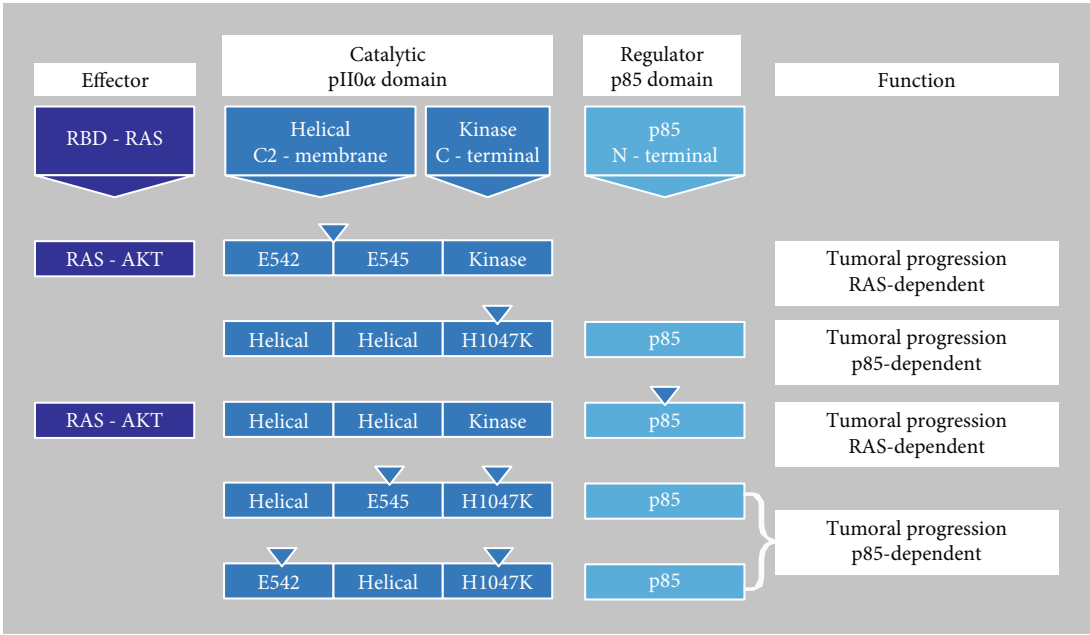 Effector
Catalytic
pII0α domain
Regulator
p85 domain
Function
RBD - RAS
Helical
C2 - membrane
Kinase
C - terminal
p85
N - terminal
RAS - AKT
E542
E545
Kinase
Tumoral progression
RAS-dependent
Helical
Helical
H1047K
p85
Tumoral progression
p85-dependent
RAS - AKT
Helical
Helical
Kinase
p85
Tumoral progression
RAS-dependent
Helical
E545
H1047K
p85
Tumoral progression
p85-dependent
E542
Helical
H1047K
p85